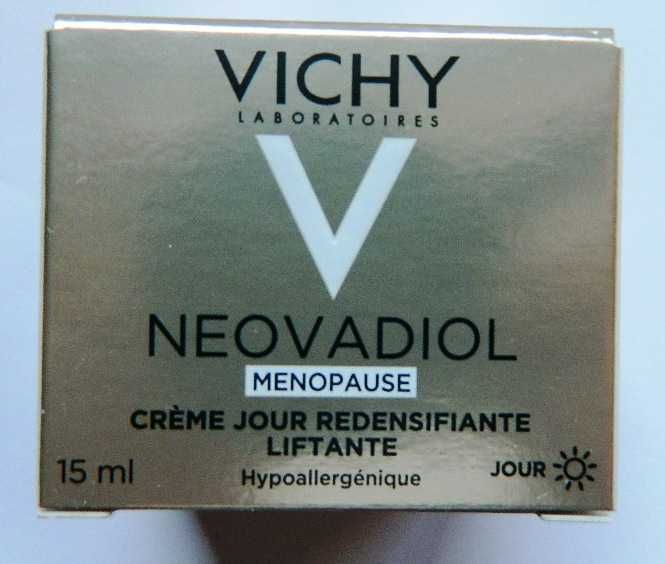 VICHY
LABORATOIRES
V
NEOVADIOL
MENOPAUSE
CRÈME JOUR REDENSIFIANTE
LIFTANTE
15 ml Hypoallergénique JOUR